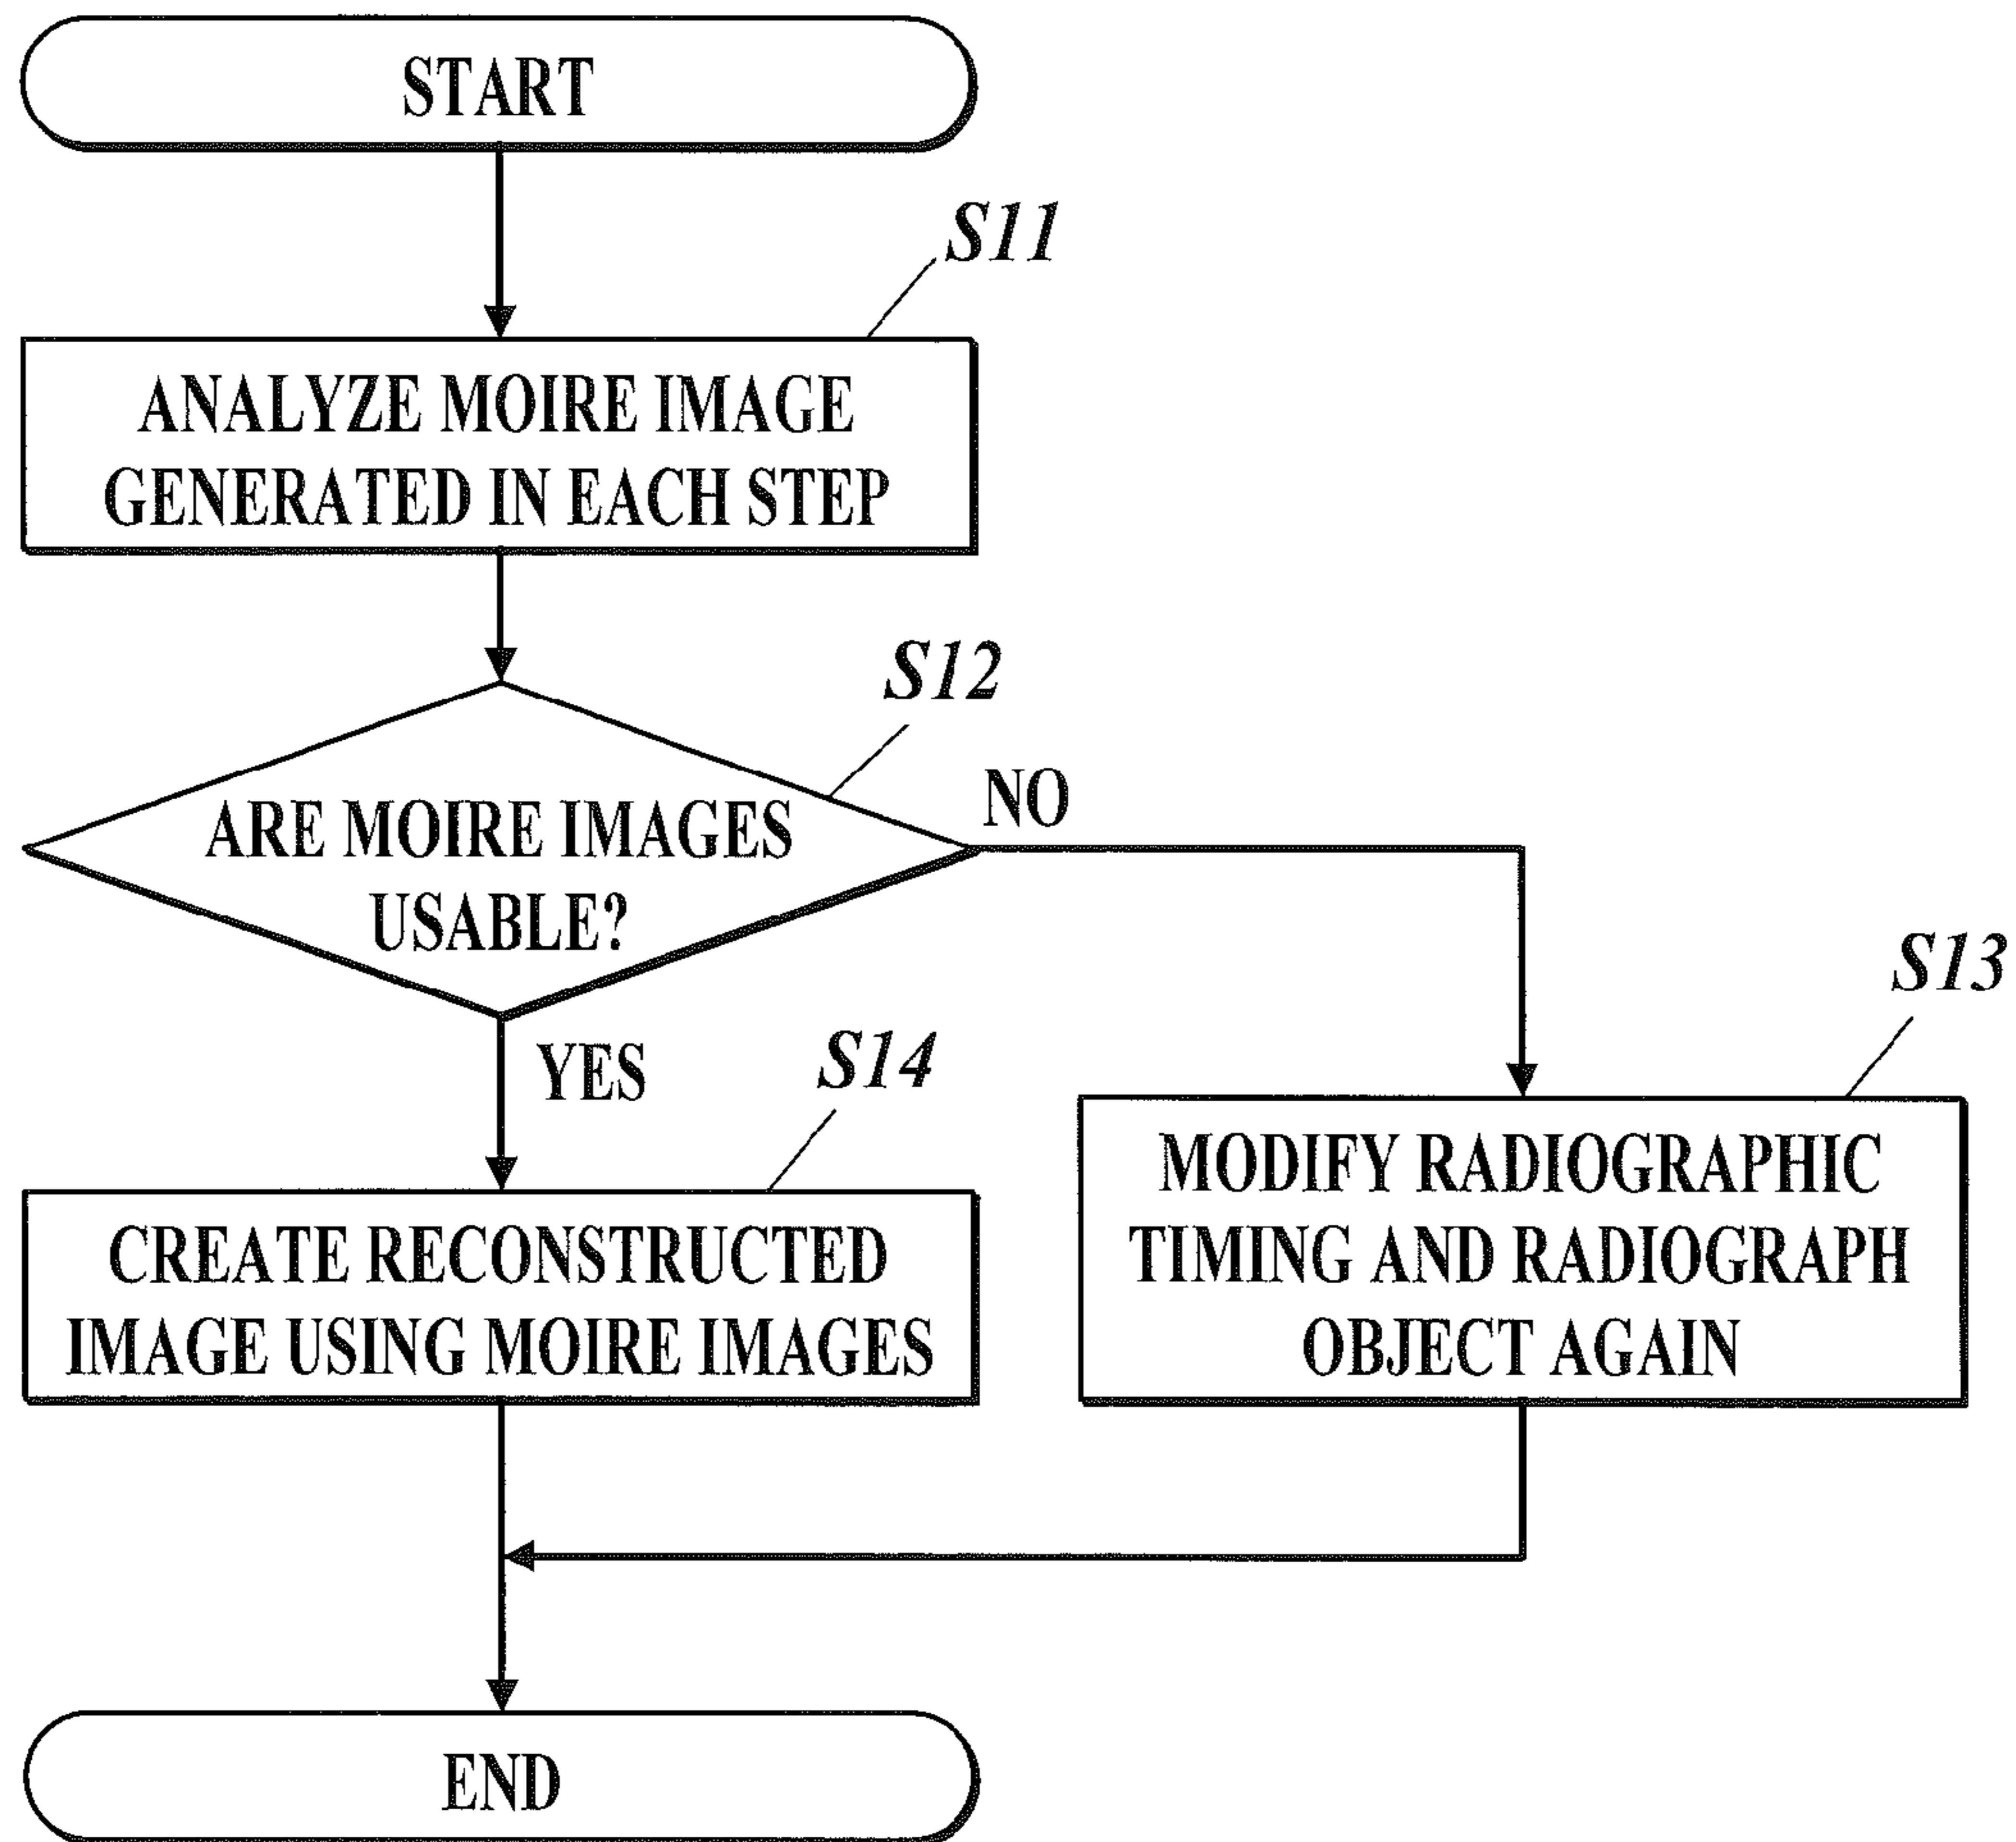 START
S11
ANALYZE MOIRE IMAGE
GENERATED IN EACH STEP
S12
ARE MOIRE IMAGES
USABLE?
NO
YES
S13
MODIFY RADIOGRAPHIC
TIMING AND RADIOGRAPH
OBJECT AGAIN
S14
CREATE RECONSTRUCTED
IMAGE USING MOIRE IMAGES
END